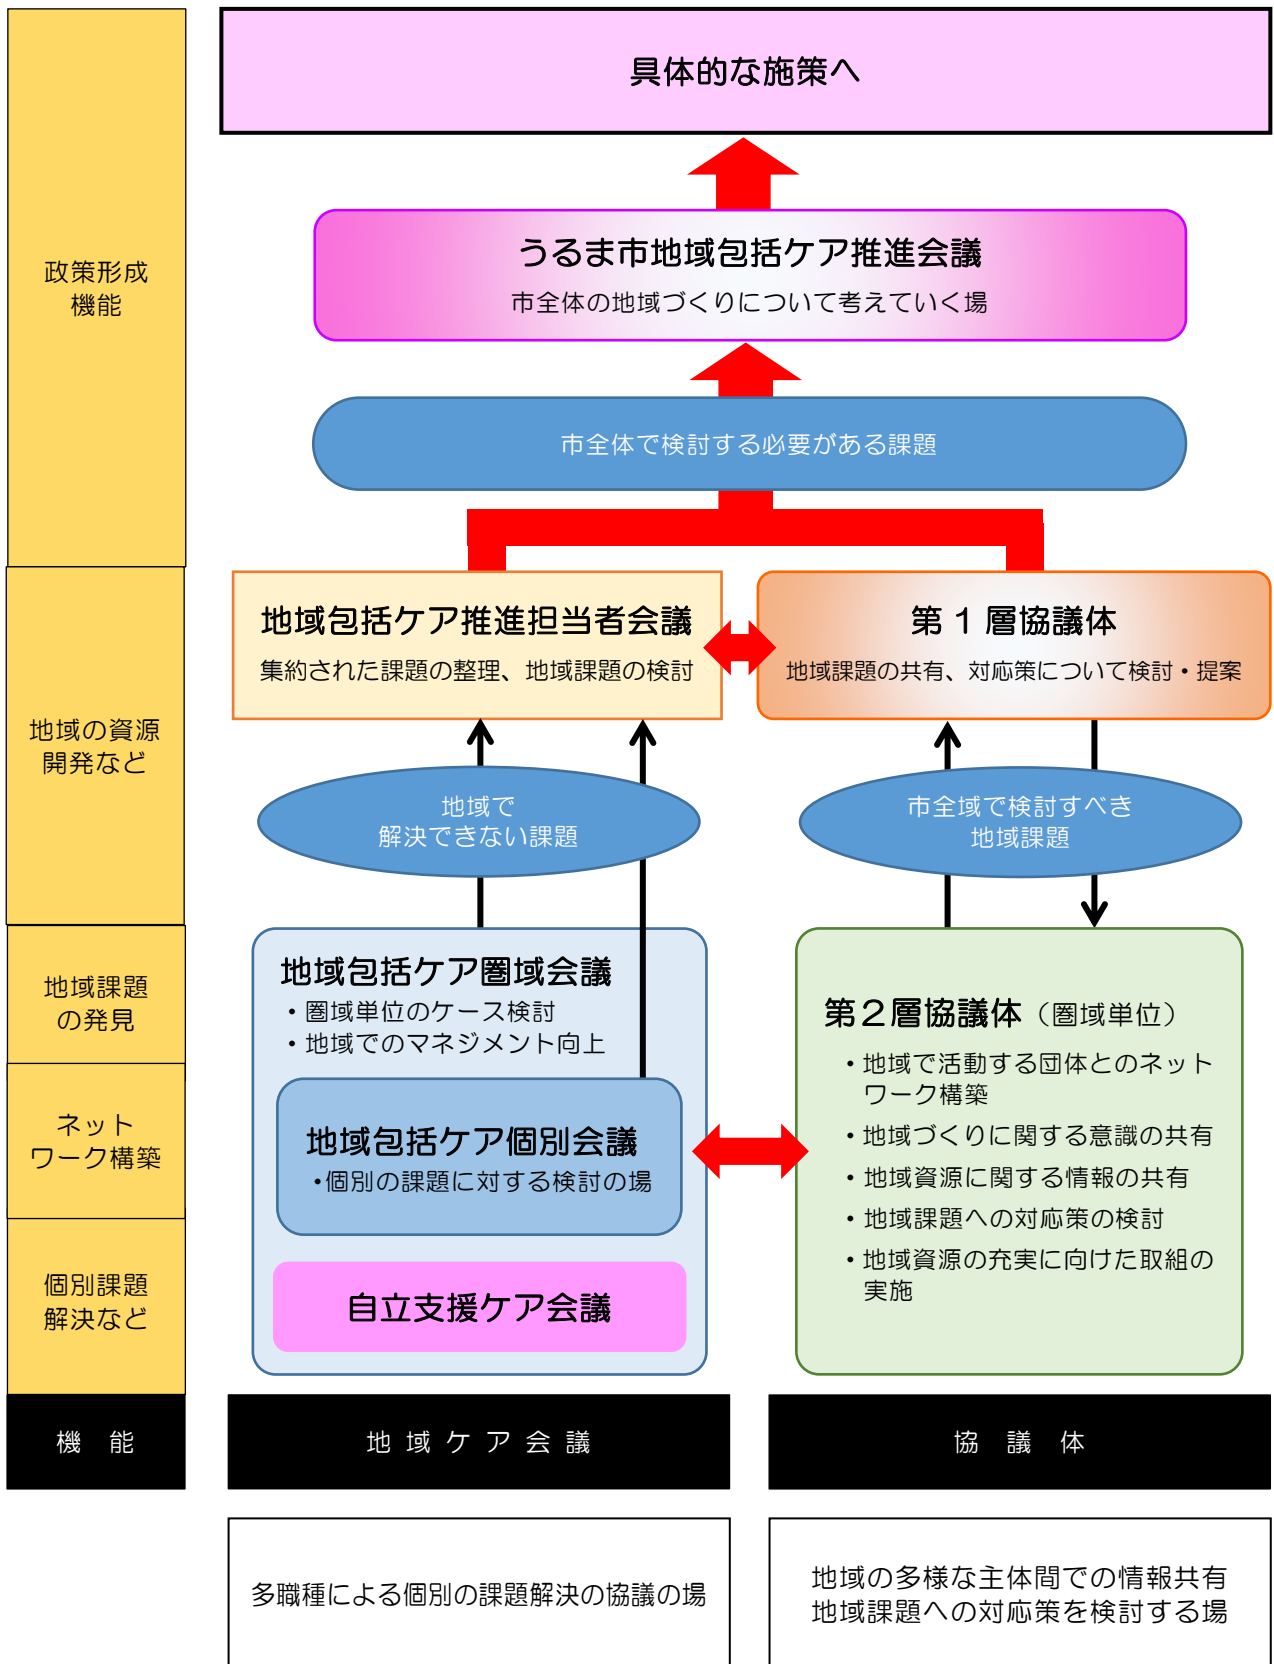 具体的な施策へ
政策形成
機能
うるま市地域包括ケア推進会議
市全体の地域づくりについて考えていく場
市全体で検討する必要がある課題
地域の資源
開発など
地域包括ケア推進担当者会議
集約された課題の整理、地域課題の検討
第1層協議体
地域課題の共有、対応策について検討・提案
地域で
解決できない課題
市全域で検討すべき
地域課題
地域課題
の発見
ネット
ワーク構築
個別課題
解決など
地域包括ケア圏域会議
・圏域単位のケース検討
・地域でのマネジメント向上
地域包括ケア個別会議
・個別の課題に対する検討の場
自立支援ケア会議
第2層協議体（圏域単位）
・地域で活動する団体とのネット
ワーク構築
・地域づくりに関する意識の共有
・地域資源に関する情報の共有
・地域課題への対応策の検討
・地域資源の充実に向けた取組の
実施
機　能
地域ケア会議
協　議　体
多職種による個別の課題解決の協議の場
地域の多様な主体間での情報共有
地域課題への対応策を検討する場